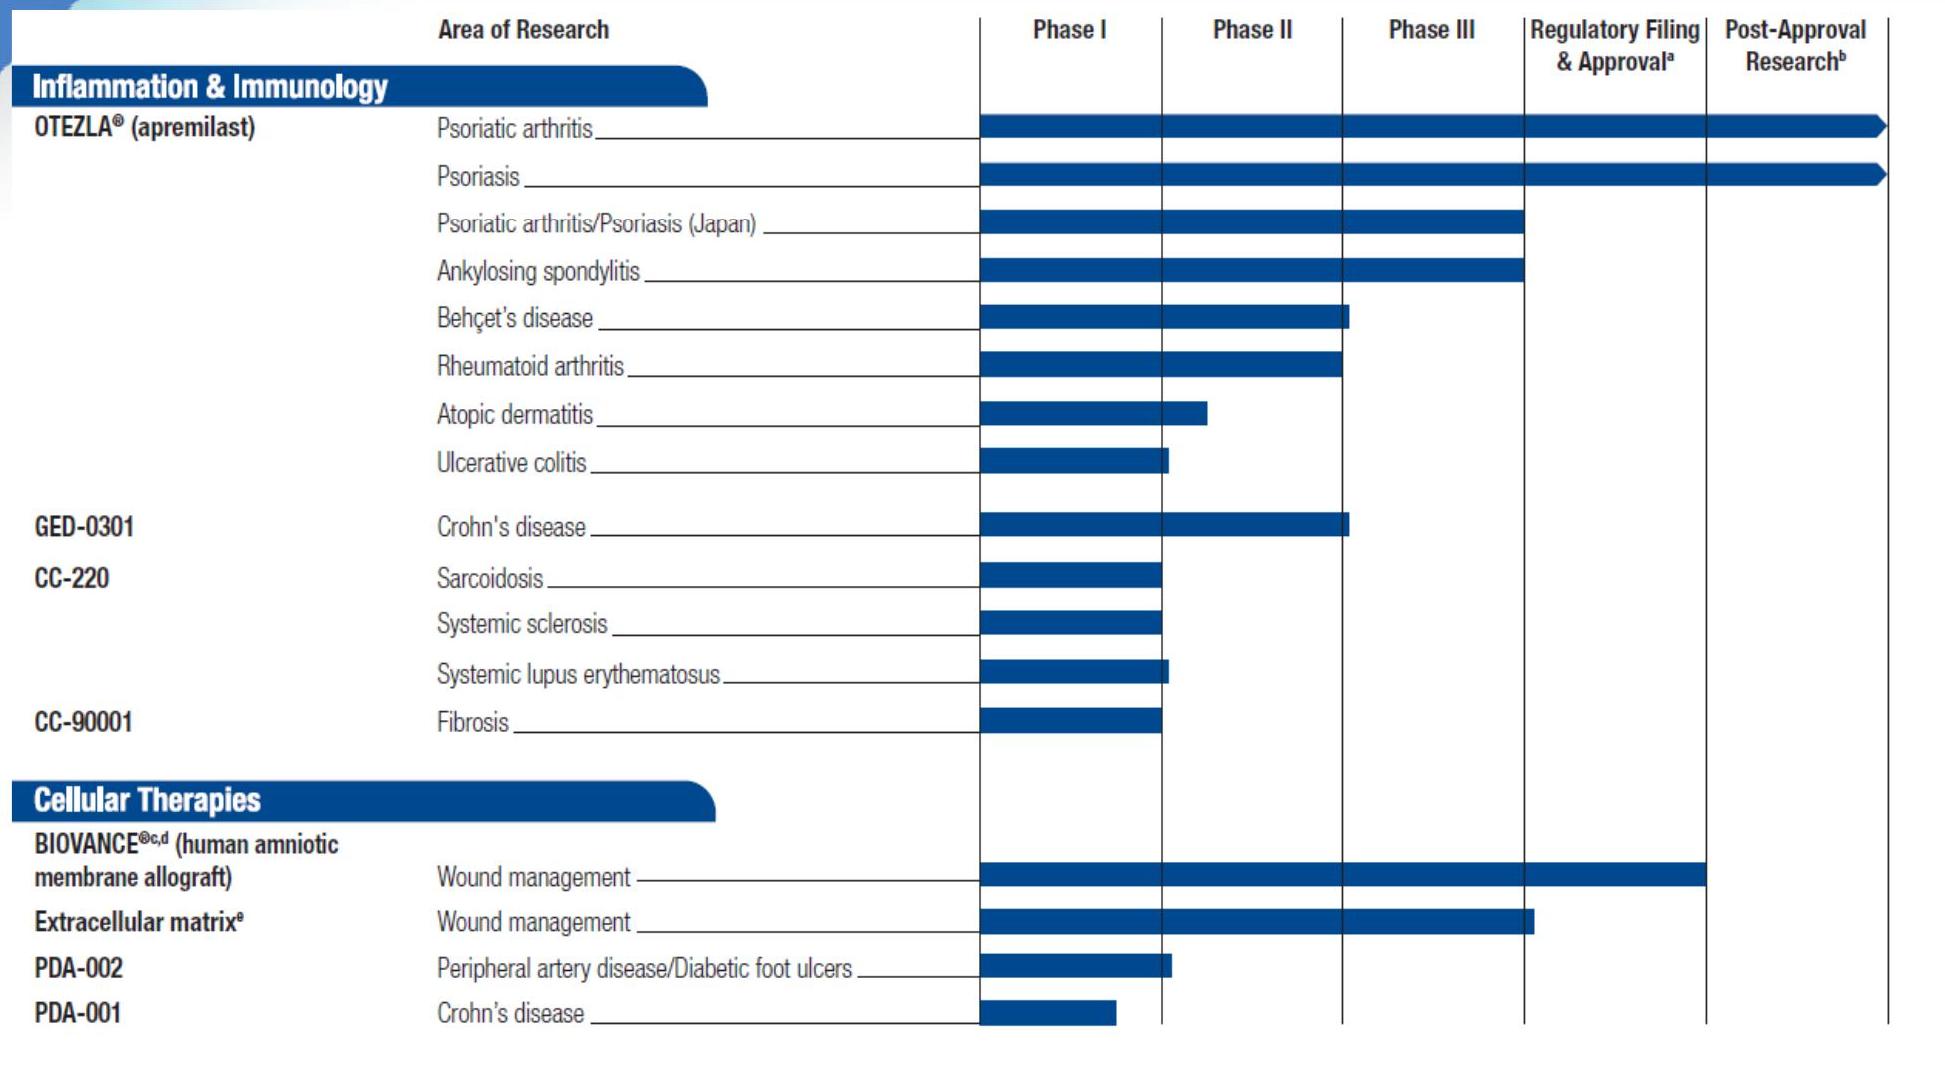 Area of Research Phase I Phase II Phase III Regulatory Filing & Approvalᵃ Post-Approval Researchᵇ
Inflammation & Immunology
OTEZLA® (apremilast) Psoriatic arthritis
Psoriasis
Psoriatic arthritis/Psoriasis (Japan)
Ankylosing spondylitis
Behçet’s disease
Rheumatoid arthritis
Atopic dermatitis
Ulcerative colitis
GED-0301 Crohn's disease
CC-220 Sarcoidosis
Systemic sclerosis
Systemic lupus erythematosus
CC-90001 Fibrosis
Cellular Therapies
BIOVANCE®ᶜ,ᵈ (human amniotic
membrane allograft) Wound management
Extracellular matrixᵉ Wound management
PDA-002 Peripheral artery disease/Diabetic foot ulcers
PDA-001 Crohn’s disease